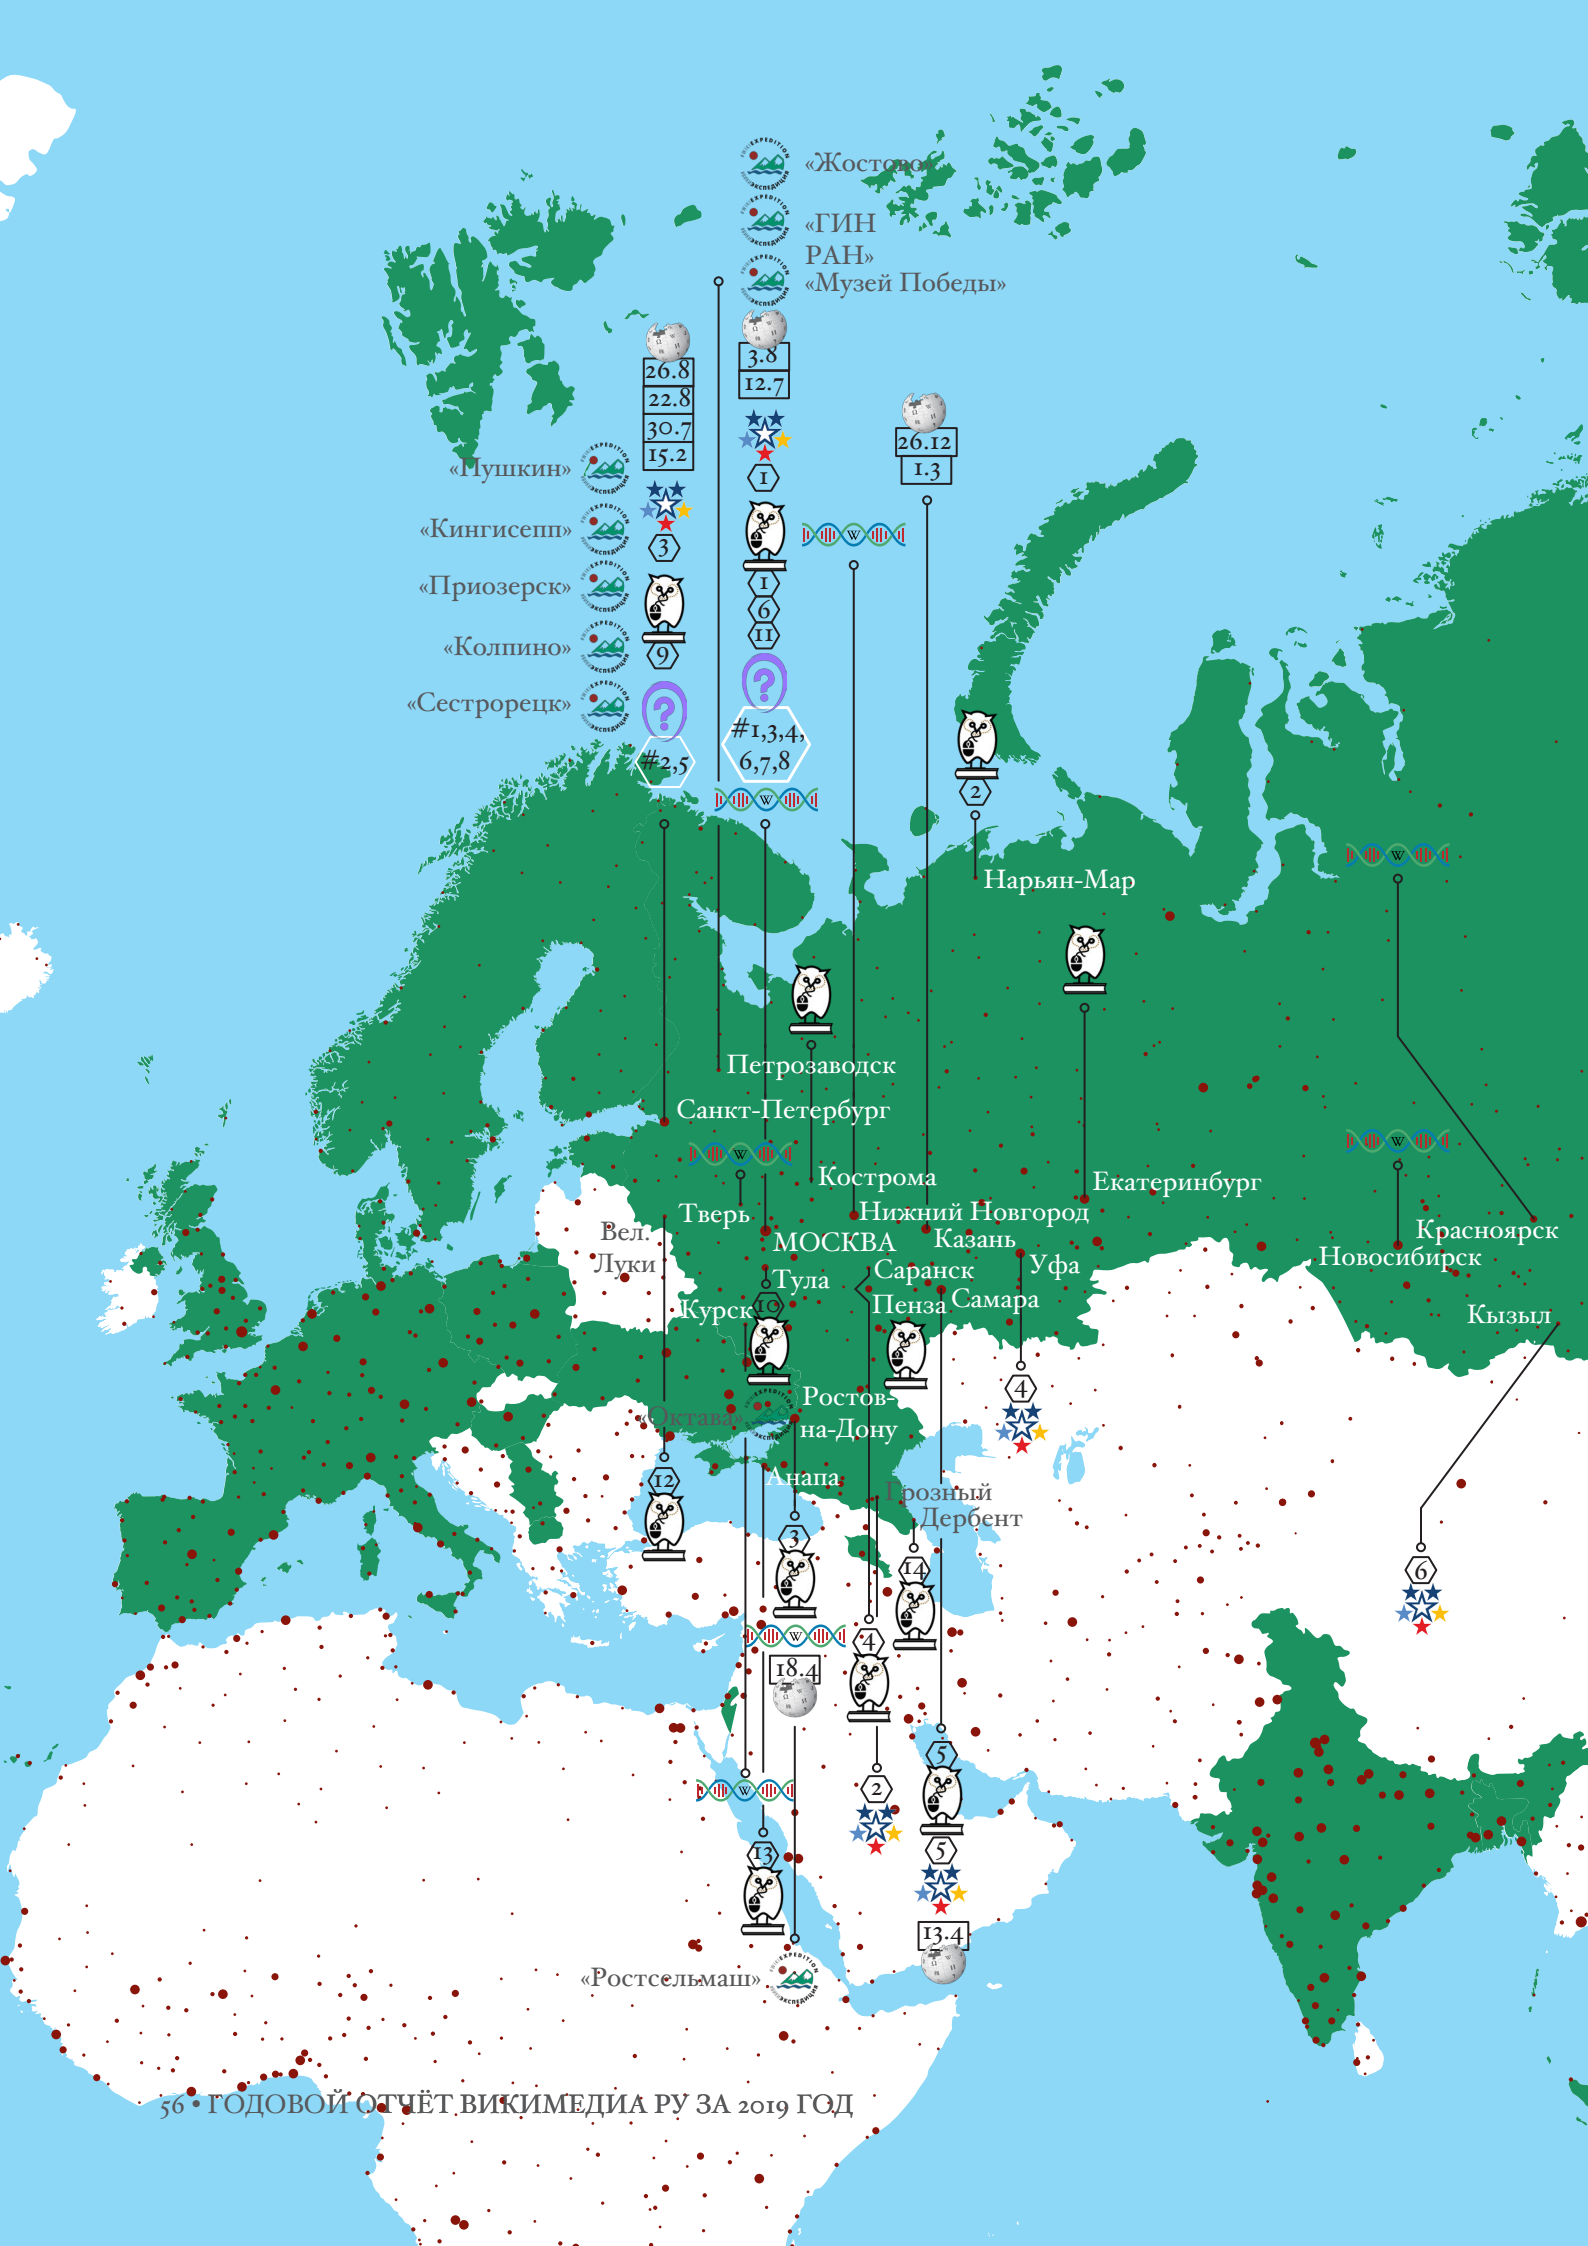 «Жостово»
«ГИН
РАН»
«Музей Победы»
3.8
12.7
1
1
6
11
?
#1,3,4,
6,7,8
W
26.8
22.8
30.7
15.2
3
9
?
#2,5
«Пушкин»
«Кингисепп»
«Приозерск»
«Колпино»
«Сестрорецк»
W
26.12
1.3
2
Нарьян-Мар
W
Петрозаводск
Санкт-Петербург
W
Кострома
Екатеринбург
W
Тверь
Нижний Новгород
Вел.
Луки
МОСКВА
Казань
Красноярск
Новосибирск
Уфа
Саранск
Тула
Пенза
Самара
Курск
10
Кызыл
4
«Октава»
Ростов-
на-Дону
Анапа
12
Грозный
Дербент
3
14
6
W
4
18.4
5
W
2
5
13
13.4
«Ростсельмаш»
56 • ГОДОВОЙ ОТЧЁТ ВИКИМЕДИА РУ ЗА 2019 ГОД